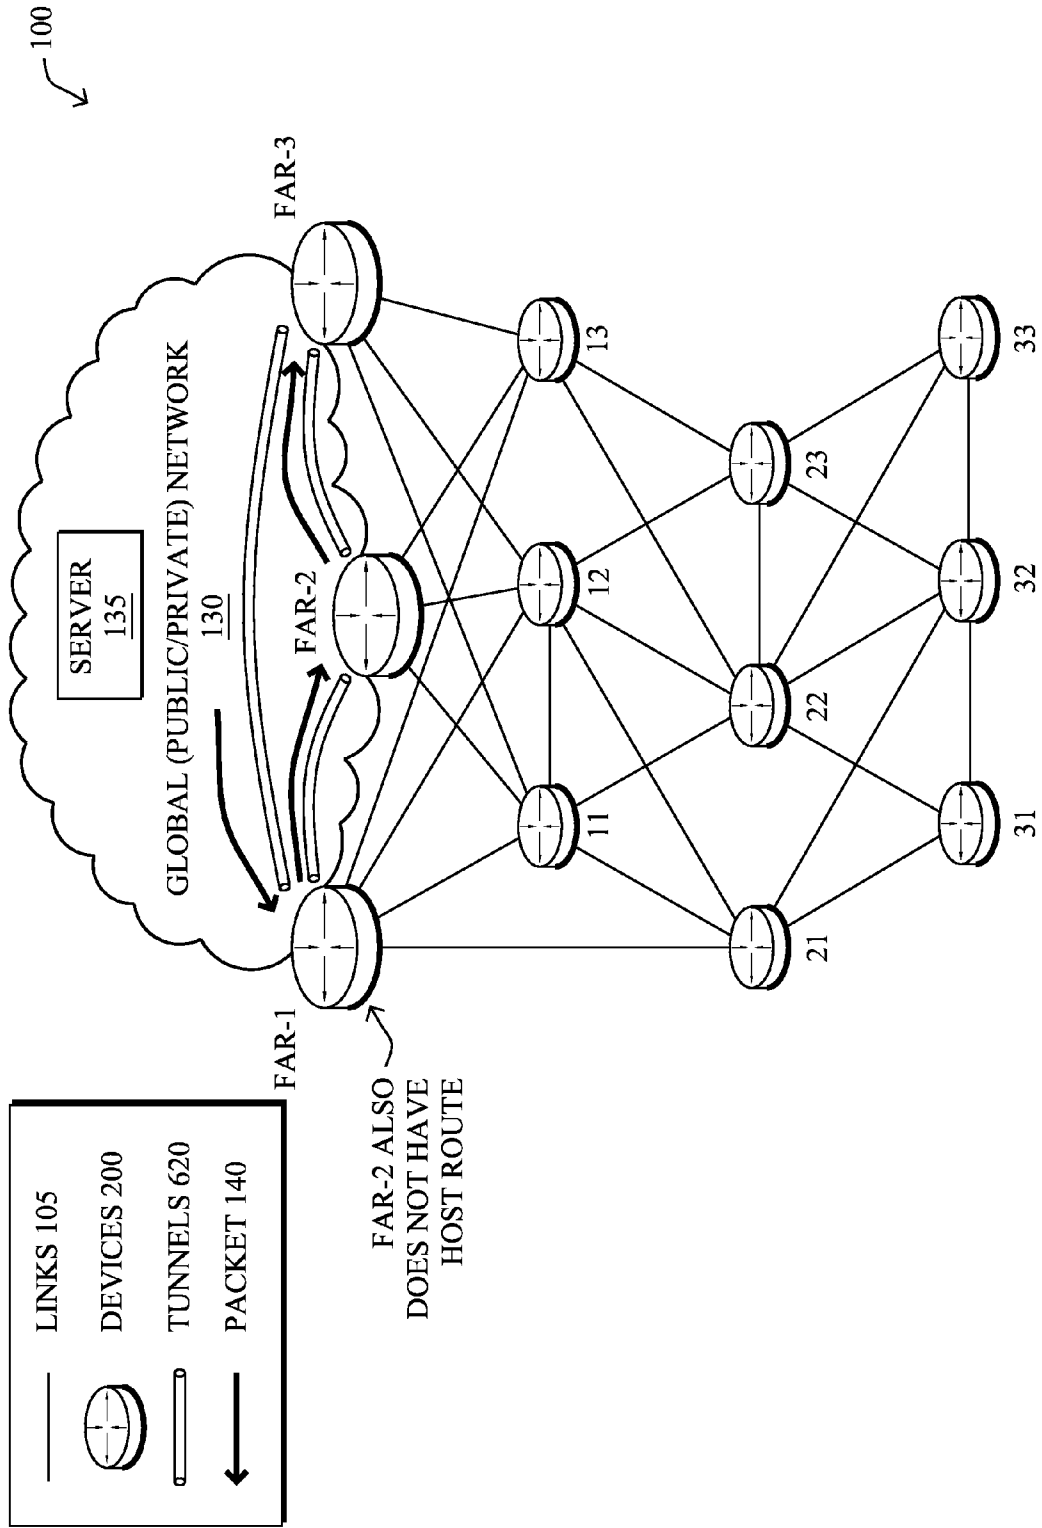 100
SERVER
135
GLOBAL (PUBLIC/PRIVATE) NETWORK
130
FAR-1
FAR-2
FAR-3
FAR-2 ALSO
DOES NOT HAVE
HOST ROUTE
11
12
13
21
22
23
31
32
33
LINKS 105
DEVICES 200
TUNNELS 620
PACKET 140